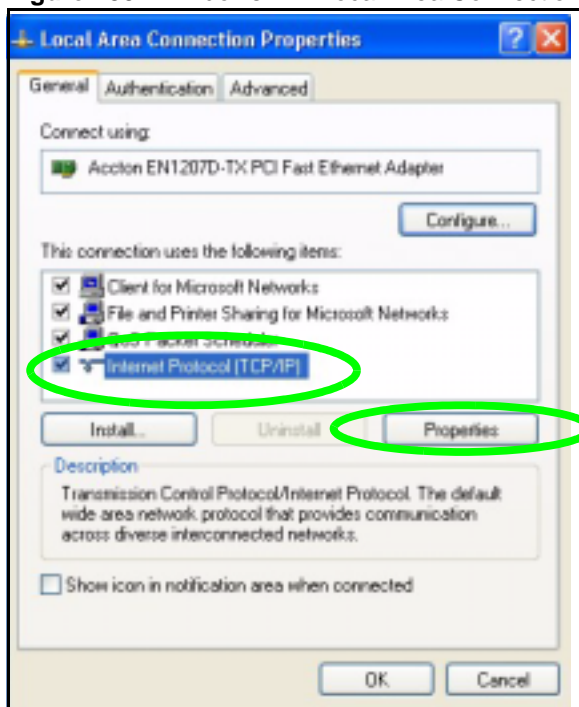 Local Area Connection Properties
General Authentication Advanced
Connect using:
Accton EN1207D-TX PCI Fast Ethernet Adapter
Configure...
This connection uses the following items:
Client for Microsoft Networks
File and Printer Sharing for Microsoft Networks
QoS Packet Scheduler
Internet Protocol (TCP/IP)
Install... Uninstall Properties
Description
Transmission Control Protocol/Internet Protocol. The default
wide area network protocol that provides communication
across diverse interconnected networks.
Show icon in notification area when connected
OK Cancel